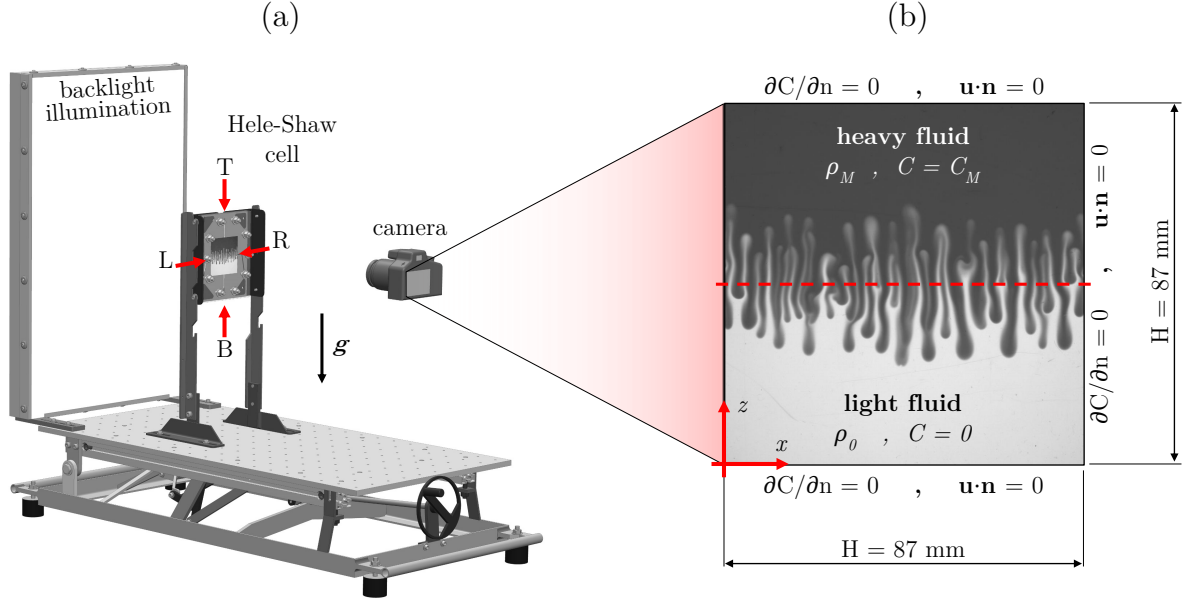 (a)
backlight
illumination
Hele-Shaw
cell
T
R
L
B
camera
g
(b)
∂C/∂n = 0 , u·n = 0
heavy fluid
ρ_M , C = C_M
light fluid
ρ_0 , C = 0
z
x
∂C/∂n = 0 , u·n = 0
H = 87 mm
∂C/∂n = 0 , u·n = 0
H = 87 mm